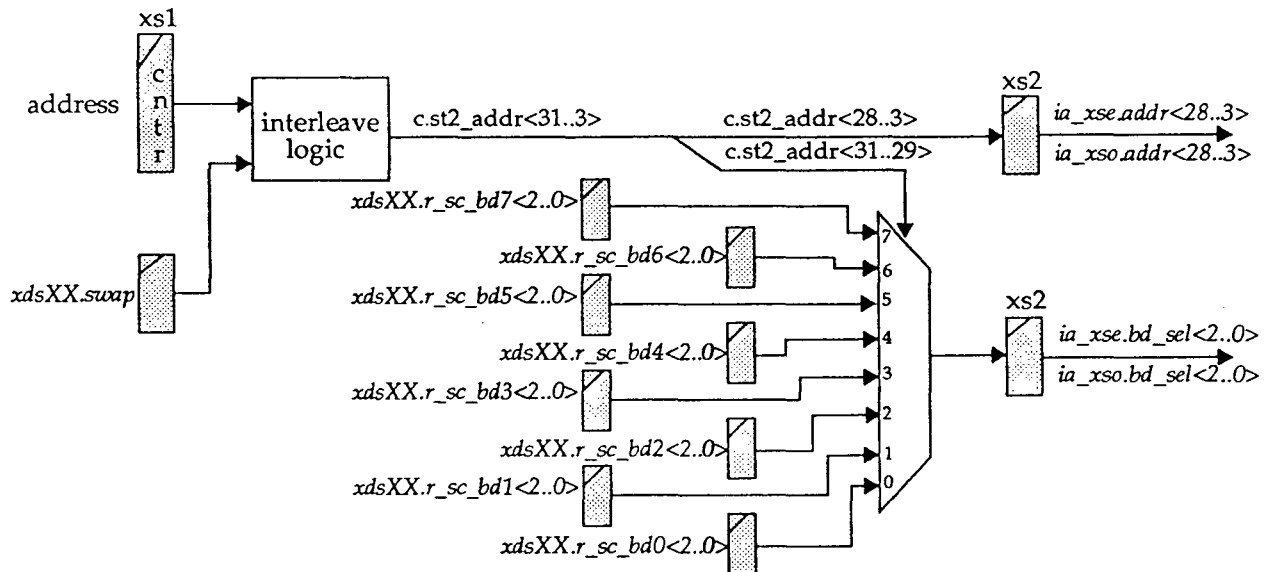 xs1
cntr
address
interleave
logic
c.st2_addr<31..3>
c.st2_addr<28..3>
c.st2_addr<31..29>
xs2
ia_xse.addr<28..3>
ia_xso.addr<28..3>
xdsXX.swap
xdsXX.r_sc_bd7<2..0>
7
xdsXX.r_sc_bd6<2..0>
6
xdsXX.r_sc_bd5<2..0>
5
xdsXX.r_sc_bd4<2..0>
4
xdsXX.r_sc_bd3<2..0>
3
xdsXX.r_sc_bd2<2..0>
2
xdsXX.r_sc_bd1<2..0>
1
xdsXX.r_sc_bd0<2..0>
0
xs2
ia_xse.bd_sel<2..0>
ia_xso.bd_sel<2..0>